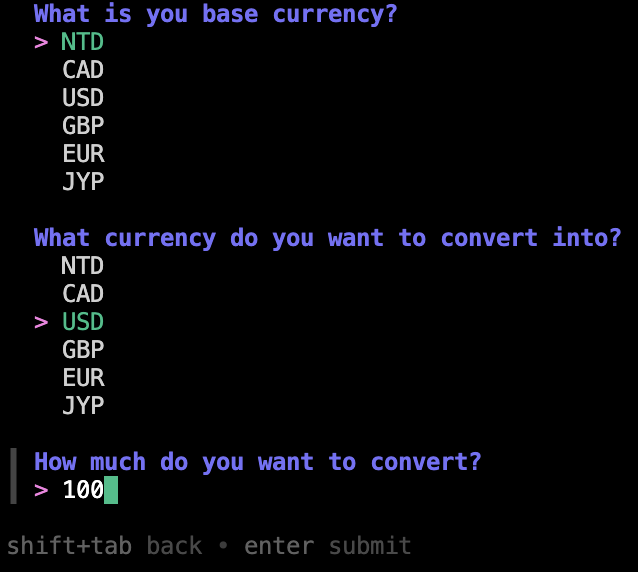 What is you base currency?
> NTD
CAD
USD
GBP
EUR
JYP
What currency do you want to convert into?
NTD
CAD
> USD
GBP
EUR
JYP
How much do you want to convert?
> 100
shift+tab back • enter submit